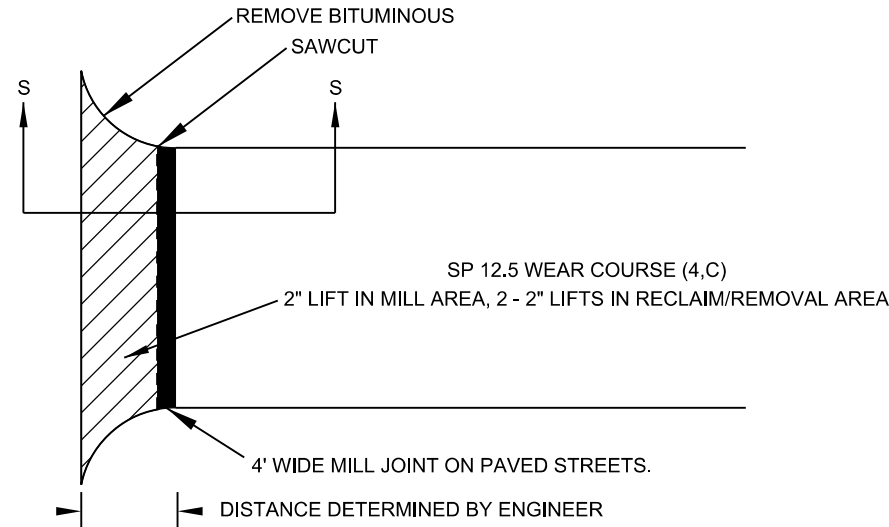 REMOVE BITUMINOUS
SAWCUT
S
S
SP 12.5 WEAR COURSE (4,C)
2" LIFT IN MILL AREA, 2 - 2" LIFTS IN RECLAIM/REMOVAL AREA
4' WIDE MILL JOINT ON PAVED STREETS.
DISTANCE DETERMINED BY ENGINEER